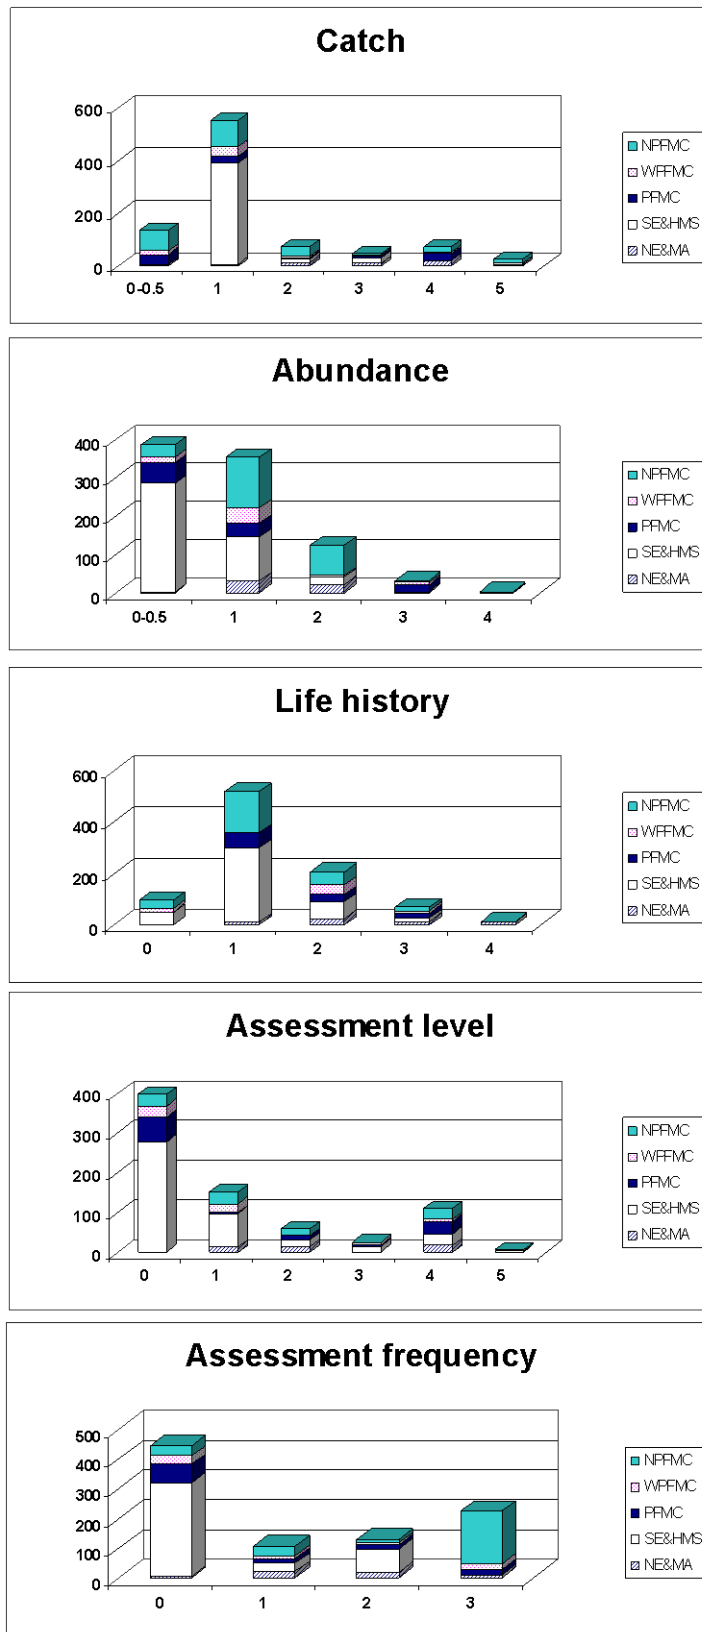 Catch
600
400
200
0
0-0.5 1 2 3 4 5
NPFMC
WPFMC
PFMC
SE&HMS
NE&MA
Abundance
400
300
200
100
0
0-0.5 1 2 3 4
NPFMC
WPFMC
PFMC
SE&HMS
NE&MA
Life history
600
400
200
0
0 1 2 3 4
NPFMC
WPFMC
PFMC
SE&HMS
NE&MA
Assessment level
400
300
200
100
0
0 1 2 3 4 5
NPFMC
WPFMC
PFMC
SE&HMS
NE&MA
Assessment frequency
500
400
300
200
100
0
0 1 2 3
NPFMC
WPFMC
PFMC
SE&HMS
NE&MA